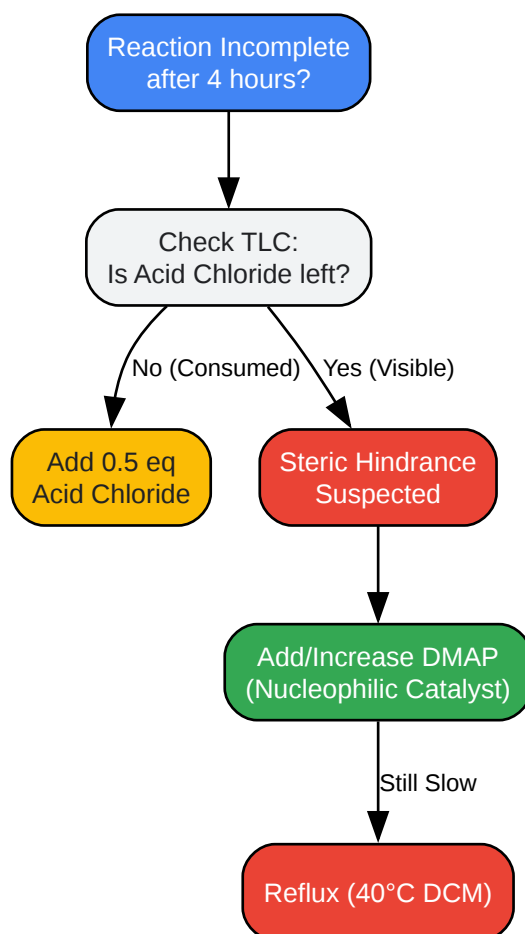 Reaction Incomplete
after 4 hours?
Check TLC:
Is Acid Chloride left?
No (Consumed)
Yes (Visible)
Add 0.5 eq
Acid Chloride
Steric Hindrance
Suspected
Add/Increase DMAP
(Nucleophilic Catalyst)
Still Slow
Reflux (40°C DCM)